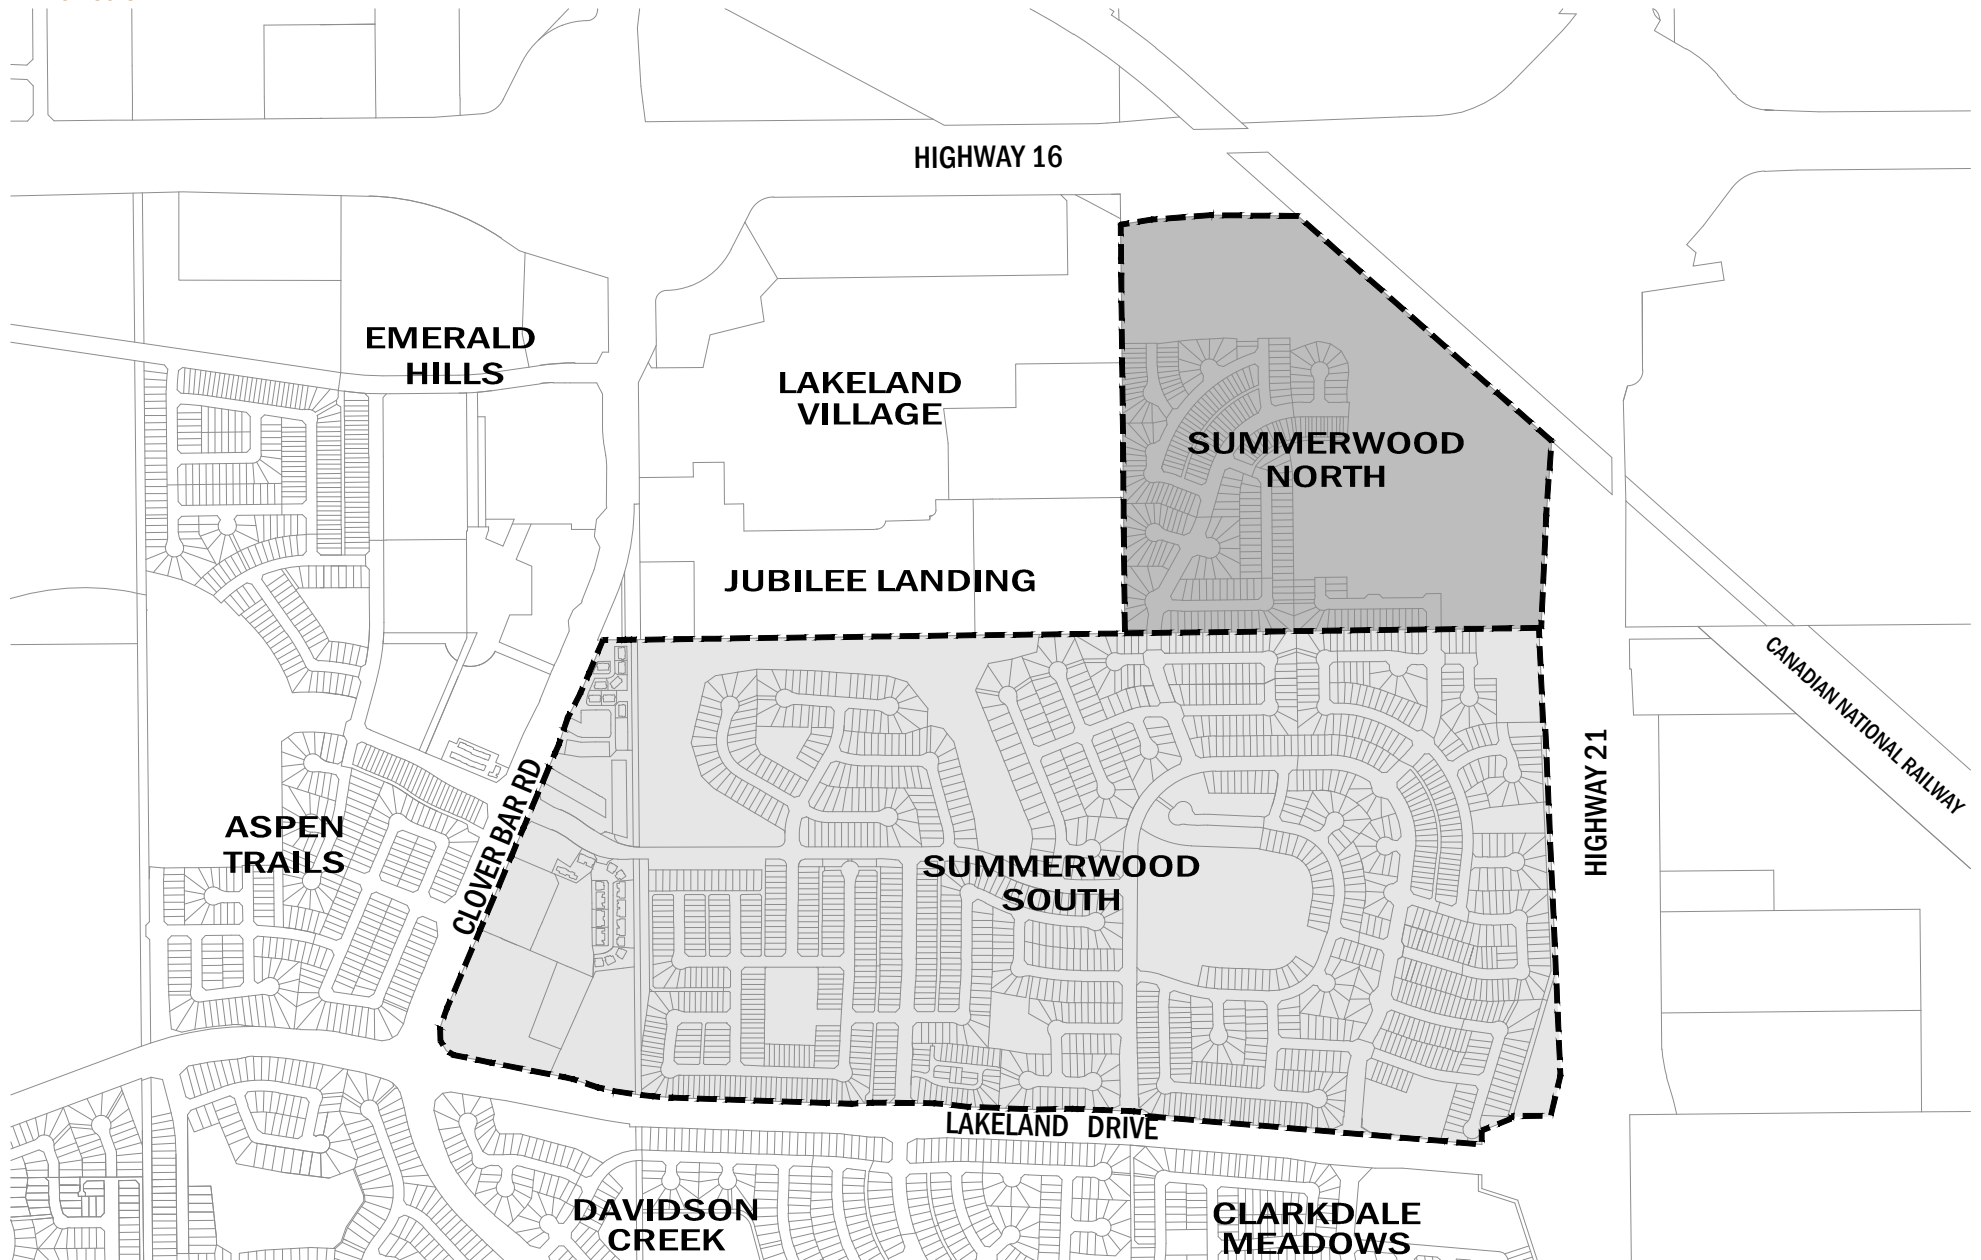 HIGHWAY 16
EMERALD
HILLS
LAKELAND
VILLAGE
SUMMERWOOD
NORTH
JUBILEE LANDING
CANADIAN NATIONAL RAILWAY
HIGHWAY 21
CLOVER BAR RD
ASPEN
TRAILS
SUMMERWOOD
SOUTH
LAKELAND DRIVE
DAVIDSON
CREEK
CLARKDALE
MEADOWS